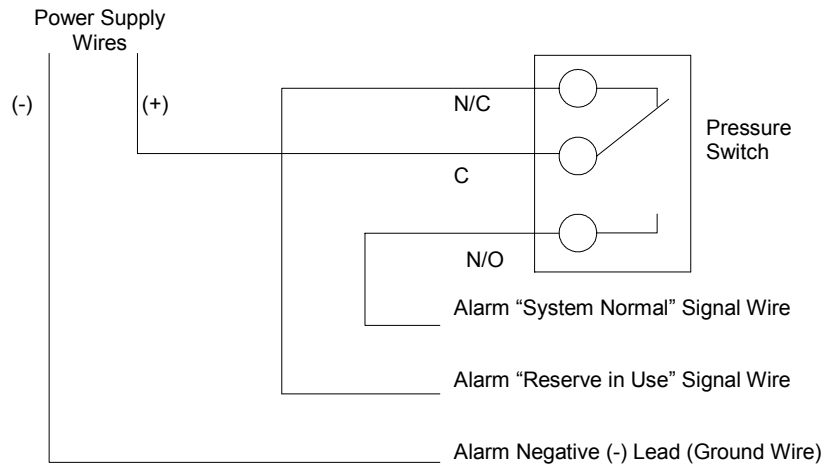 Power Supply
Wires
(-)
(+)
N/C
C
N/O
Pressure
Switch
Alarm “System Normal” Signal Wire
Alarm “Reserve in Use” Signal Wire
Alarm Negative (-) Lead (Ground Wire)